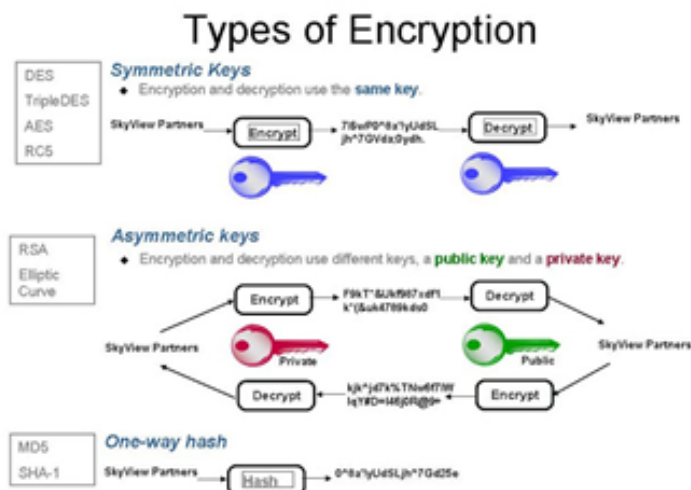 Types of Encryption
DES
TripleDES
AES
RC5
Symmetric Keys
Encryption and decryption use the same key.
SkyView Partners
Encrypt
Decrypt
SkyView Partners
RSA
Elliptic
Curve
Asymmetric keys
Encryption and decryption use different keys, a public key and a private key.
Encrypt
Decrypt
SkyView Partners
Private
Public
SkyView Partners
Decrypt
Encrypt
MD5
SHA-1
One-way hash
SkyView Partners
Hash